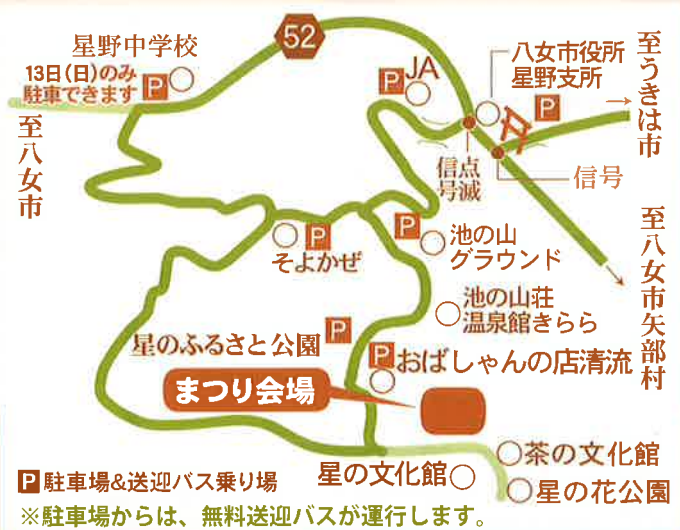 52
星野中学校
13日(日)のみ
駐車できます
P
至八女市
P
JA
八女市役所
星野支所
P
至うきは市
点滅
信号
信号
至八女市矢部村
P
そよかぜ
P
池の山
グラウンド
池の山荘
温泉館きらら
星のふるさと公園
P
P
おばしゃんの店清流
まつり会場
茶の文化館
星の文化館
星の花公園
P 駐車場&送迎バス乗り場
※駐車場からは、無料送迎バスが運行します。